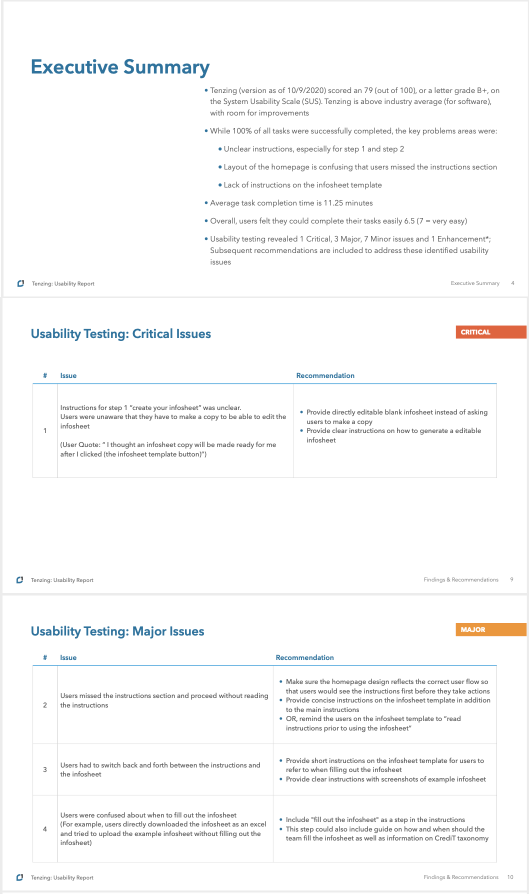 Executive Summary
• Tenzing (version as of 10/9/2020) scored an 79 (out of 100), or a letter grade B+, on
the System Usability Scale (SUS). Tenzing is above industry average (for software),
with room for improvements
• While 100% of all tasks were successfully completed, the key problems areas were:
• Unclear instructions, especially for step 1 and step 2
• Layout of the homepage is confusing that users missed the instructions section
• Lack of instructions on the infosheet template
• Average task completion time is 11.25 minutes
• Overall, users felt they could complete their tasks easily 6.5 (7 = very easy)
• Usability testing revealed 1 Critical, 3 Major, 7 Minor issues and 1 Enhancement*;
Subsequent recommendations are included to address these identified usability
issues
Tenzing: Usability Report
Executive Summary 4
Usability Testing: Critical Issues
CRITICAL
# Issue Recommendation
1
Instructions for step 1 "create your infosheet" was unclear.
Users were unaware that they have to make a copy to be able to edit the
infosheet
(User Quote: " I thought an infosheet copy will be made ready for me
after I clicked (the infosheet template button)")
• Provide directly editable blank infosheet instead of asking
users to make a copy
• Provide clear instructions on how to generate a editable
infosheet
Tenzing: Usability Report
Findings & Recommendations 9
Usability Testing: Major Issues
MAJOR
# Issue Recommendation
2
Users missed the instructions section and proceed without reading
the instructions
• Make sure the homepage design reflects the correct user flow so
that users would see the instructions first before they take actions
• Provide concise instructions on the infosheet template in addition
to the main instructions
• OR, remind the users on the infosheet template to "read
instructions prior to using the infosheet"
3
Users had to switch back and forth between the instructions and
the infosheet
• Provide short instructions on the infosheet template for users to
refer to when filling out the infosheet
• Provide clear instructions with screenshots of example infosheet
4
Users were confused about when to fill out the infosheet
(For example, users directly downloaded the infosheet as an excel
and tried to upload the example infosheet without filling out the
infosheet)
• Include "fill out the infosheet" as a step in the instructions
• This step could also include guide on how and when should the
team fill the infosheet as well as information on CrediT taxonomy
Tenzing: Usability Report
Findings & Recommendations 10